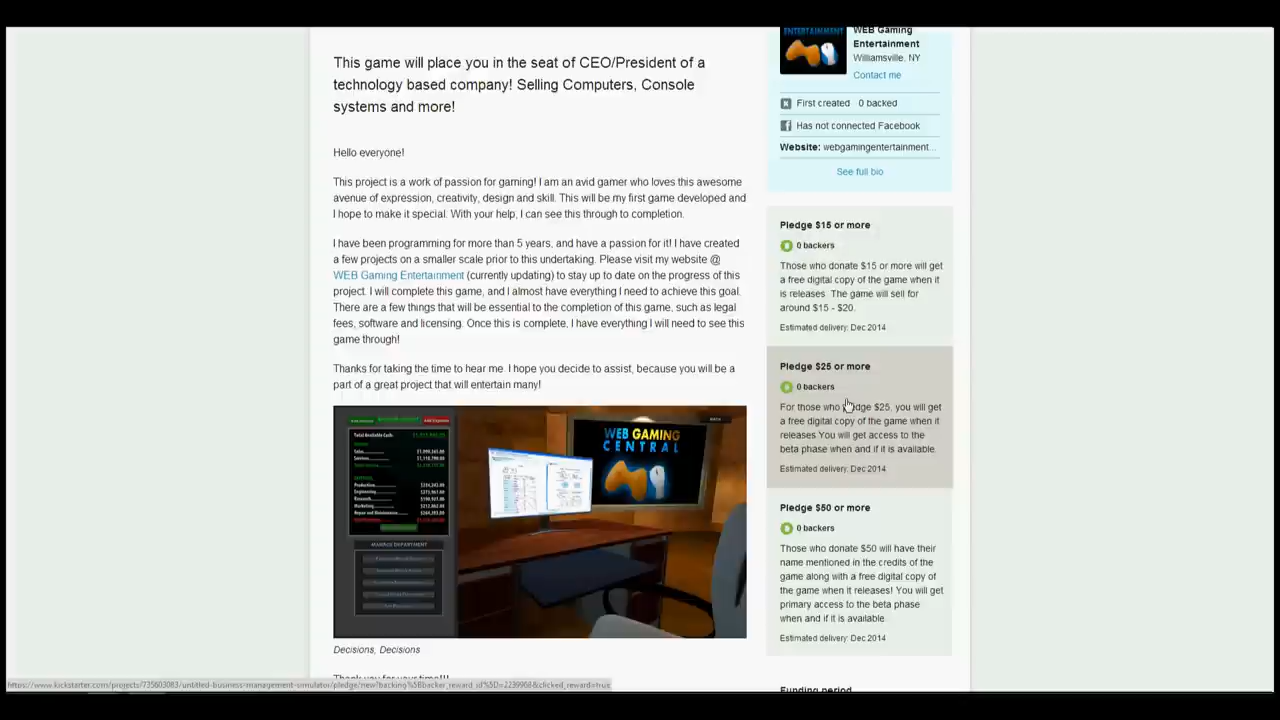 This game will place you in the seat of CEO/President of a
technology based company! Selling Computers, Console
systems and more!
Hello everyone!
This project is a work of passion for gaming! I am an avid gamer who loves this awesome
avenue of expression, creativity, design and skill. This will be my first game developed and
I hope to make it special. With your help, I can see this through to completion.
I have been programming for more than 5 years, and have a passion for it! I have created
a few projects on a smaller scale prior to this undertaking. Please visit my website @
WEB Gaming Entertainment (currently updating) to stay up to date on the progress of this
project. I will complete this game, and I almost have everything I need to achieve this goal.
There are a few things that will be essential to the completion of this game, such as legal
fees, software and licensing. Once this is complete, I have everything I will need to see this
game through!
Thanks for taking the time to hear me. I hope you decide to assist, because you will be a
part of a great project that will entertain many!
Total Available Cash:
MANAGE DEPARTMENT
WEB GAMING
CENTRAL
Decisions, Decisions
Thank you for your time!!!
ENTERTAINMENT
WEB Gaming
Entertainment
Williamsville, NY
Contact me
First created 0 backed
Has not connected Facebook
Website: webgamingentertainment...
See full bio
Pledge $15 or more
0 backers
Those who donate $15 or more will get
a free digital copy of the game when it
is releases. The game will sell for
around $15 - $20.
Estimated delivery: Dec 2014
Pledge $25 or more
0 backers
For those who pledge $25, you will get
a free digital copy of the game when it
releases You will get access to the
beta phase when and if it is available.
Estimated delivery: Dec 2014
Pledge $50 or more
0 backers
Those who donate $50 will have their
name mentioned in the credits of the
game along with a free digital copy of
the game when it releases! You will get
primary access to the beta phase
when and if it is available.
Estimated delivery: Dec 2014
Funding period